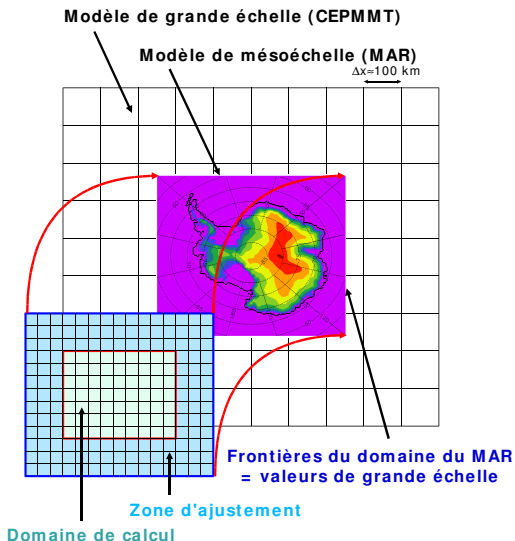 Modèle de grande échelle (CEPMMT)
Modèle de mésoéchelle (MAR)
Δx≈100 km
Frontières du domaine du MAR
= valeurs de grande échelle
Zone d'ajustement
Domaine de calcul